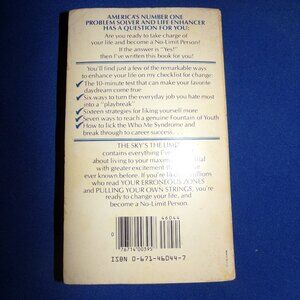 AMERICA'S NUMBER ONE
PROBLEM SOLVER AND LIFE ENHANCER
HAS A QUESTION FOR YOU:
Are you ready to take charge of
your life and become a No-Limit Person?
If the answer is "Yes!"
then I've written this book for you!
You'll find just a few of the remarkable ways
to enhance your life on my checklist for change:
✓ The 10-minute test that can make your favorite
daydream come true
✓ Six ways to turn the everyday job you hate most
into a "playbreak"
✓ Sixteen strategies for liking yourself more
✓ Seven ways to reach a genuine Fountain of Youth
✓ How to lick the Who Me Syndrome and
break through to career success...
THE SKY'S THE LIMIT
contains everything I've
about living to your maximum
with greater excitement
ever known before. If you're
who read YOUR ERRONEOUS ZONES
and PULLING YOUR OWN STRINGS, you're
ready to change your life, and
become a No-Limit Person.
46044
0
76714 00395
ISBN 0-671-46044-7